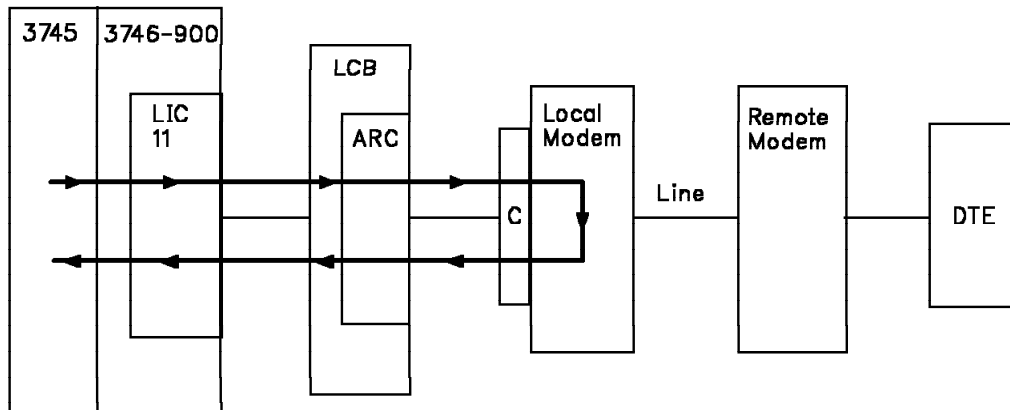 3745
3746-900
LIC
11
LCB
ARC
C
Local
Modem
Line
Remote
Modem
DTE